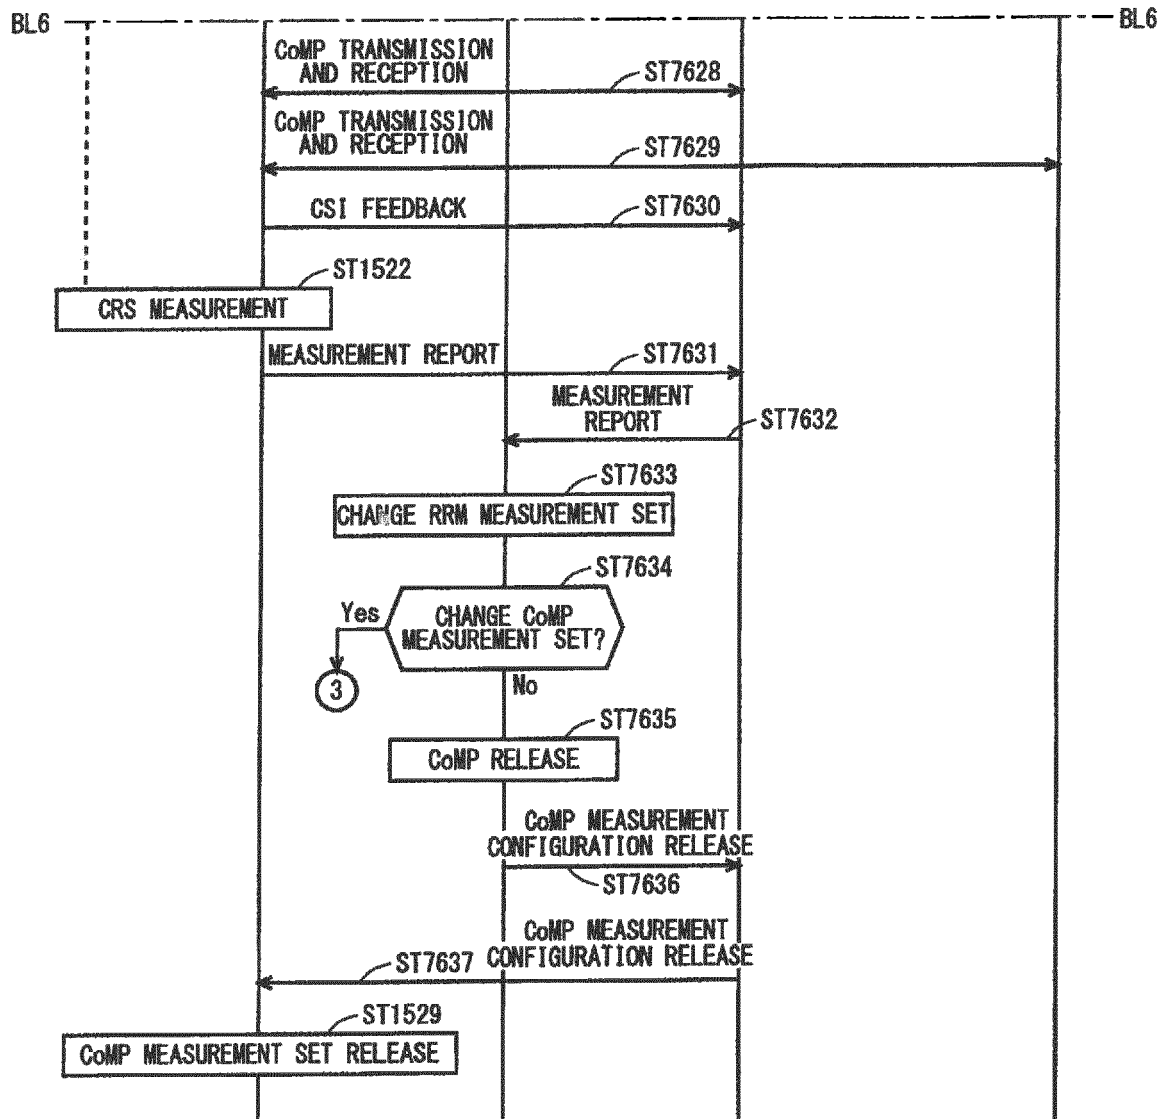 BL6
BL6
CoMP TRANSMISSION
AND RECEPTION
ST7628
CoMP TRANSMISSION
AND RECEPTION
ST7629
CSI FEEDBACK
ST7630
ST1522
CRS MEASUREMENT
MEASUREMENT REPORT
ST7631
MEASUREMENT
REPORT
ST7632
ST7633
CHANGE RRM MEASUREMENT SET
ST7634
Yes
CHANGE CoMP
MEASUREMENT SET?
3
No
ST7635
CoMP RELEASE
CoMP MEASUREMENT
CONFIGURATION RELEASE
ST7636
CoMP MEASUREMENT
CONFIGURATION RELEASE
ST7637
ST1529
CoMP MEASUREMENT SET RELEASE